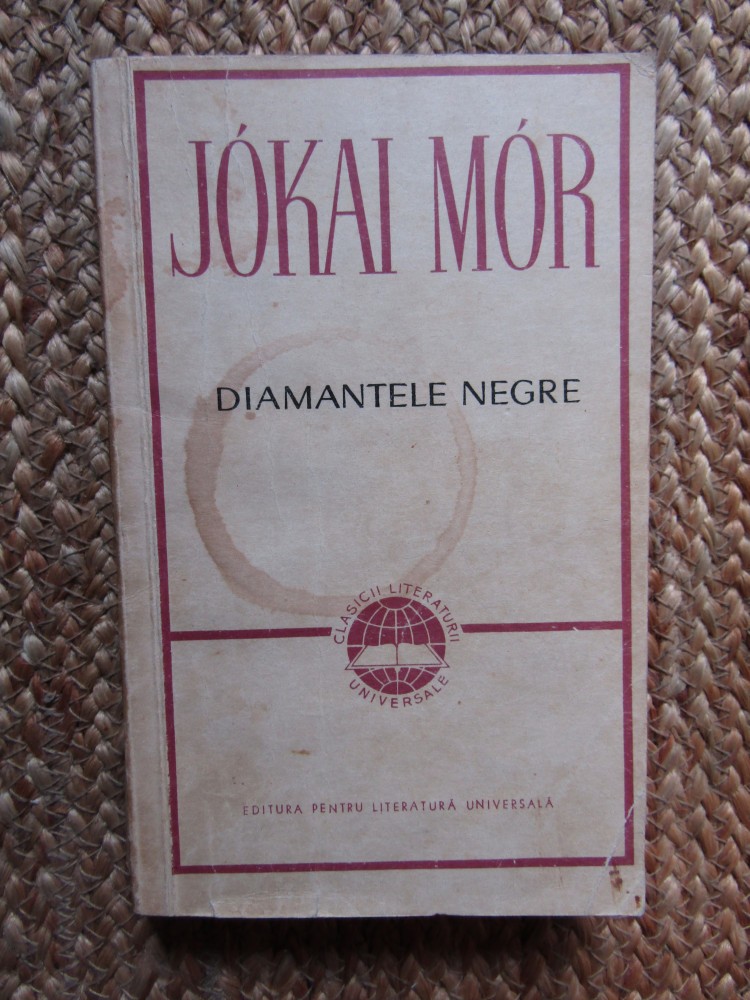 JÓKAI MÓR
DIAMANTELE NEGRE
CLASICII LITERATURII
UNIVERSALE
EDITURA PENTRU LITERATURĂ UNIVERSALĂ